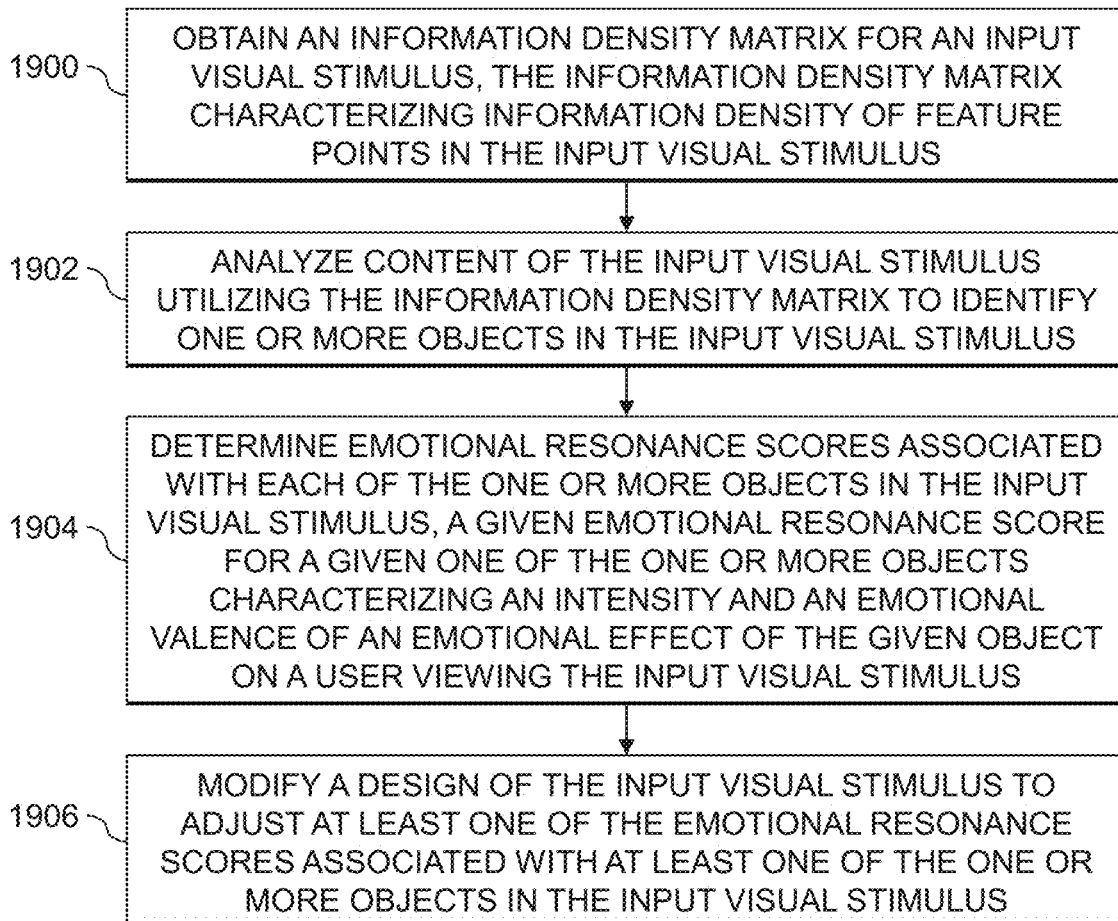 1900
OBTAIN AN INFORMATION DENSITY MATRIX FOR AN INPUT
VISUAL STIMULUS, THE INFORMATION DENSITY MATRIX
CHARACTERIZING INFORMATION DENSITY OF FEATURE
POINTS IN THE INPUT VISUAL STIMULUS
1902
ANALYZE CONTENT OF THE INPUT VISUAL STIMULUS
UTILIZING THE INFORMATION DENSITY MATRIX TO IDENTIFY
ONE OR MORE OBJECTS IN THE INPUT VISUAL STIMULUS
1904
DETERMINE EMOTIONAL RESONANCE SCORES ASSOCIATED
WITH EACH OF THE ONE OR MORE OBJECTS IN THE INPUT
VISUAL STIMULUS, A GIVEN EMOTIONAL RESONANCE SCORE
FOR A GIVEN ONE OF THE ONE OR MORE OBJECTS
CHARACTERIZING AN INTENSITY AND AN EMOTIONAL
VALENCE OF AN EMOTIONAL EFFECT OF THE GIVEN OBJECT
ON A USER VIEWING THE INPUT VISUAL STIMULUS
1906
MODIFY A DESIGN OF THE INPUT VISUAL STIMULUS TO
ADJUST AT LEAST ONE OF THE EMOTIONAL RESONANCE
SCORES ASSOCIATED WITH AT LEAST ONE OF THE ONE OR
MORE OBJECTS IN THE INPUT VISUAL STIMULUS